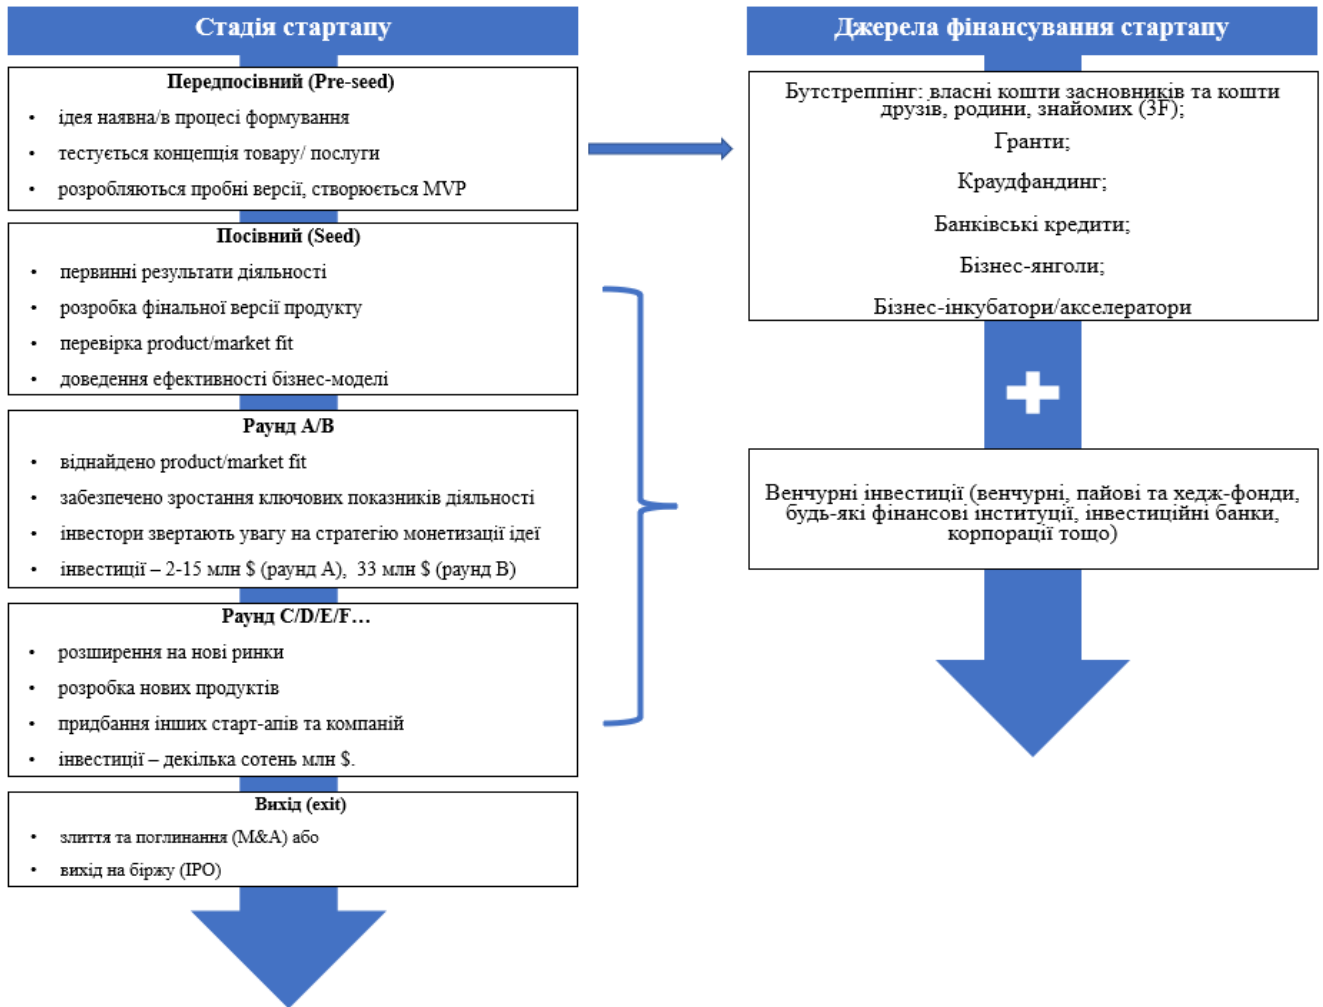 Стадія стартапу
Передпосівний (Pre-seed)
• ідея наявна/в процесі формування
• тестується концепція товару/ послуги
• розробляються пробні версії, створюється MVP
Посівний (Seed)
• первинні результати діяльності
• розробка фінальної версії продукту
• перевірка product/market fit
• доведення ефективності бізнес-моделі
Раунд A/B
• віднайдено product/market fit
• забезпечено зростання ключових показників діяльності
• інвестори звертають увагу на стратегію монетизації ідеї
• інвестиції – 2-15 млн $ (раунд A), 33 млн $ (раунд B)
Раунд C/D/E/F…
• розширення на нові ринки
• розробка нових продуктів
• придбання інших старт-апів та компаній
• інвестиції – декілька сотень млн $.
Вихід (exit)
• злиття та поглинання (M&A) або
• вихід на біржу (IPO)
Джерела фінансування стартапу
Бутстреппінг: власні кошти засновників та кошти
друзів, родини, знайомих (3F);
Гранти;
Краудфандинг;
Банківські кредити;
Бізнес-янголи;
Бізнес-інкубатори/акселератори
Венчурні інвестиції (венчурні, пайові та хедж-фонди,
будь-які фінансові інституції, інвестиційні банки,
корпорації тощо)